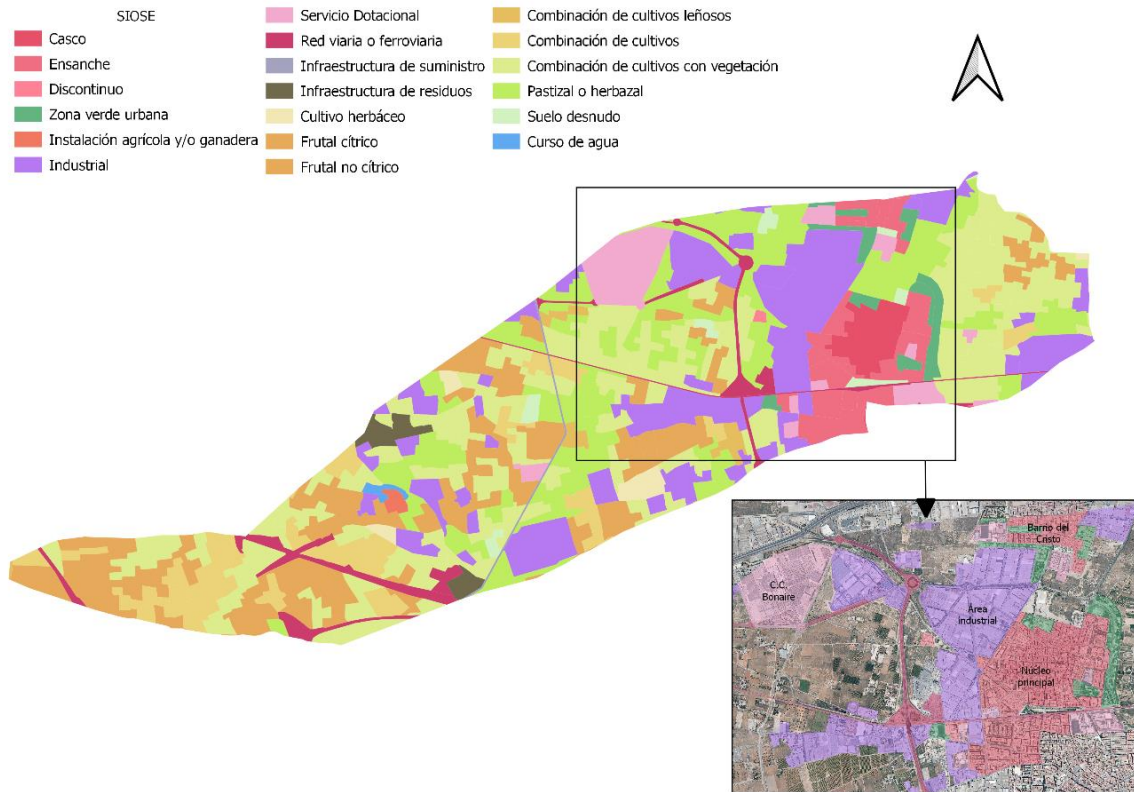 SIOSE
Casco
Ensanche
Discontinuo
Zona verde urbana
Instalación agrícola y/o ganadera
Industrial
Servicio Dotacional
Red viaria o ferroviaria
Infraestructura de suministro
Infraestructura de residuos
Cultivo herbáceo
Frutal cítrico
Frutal no cítrico
Combinación de cultivos leñosos
Combinación de cultivos
Combinación de cultivos con vegetación
Pastizal o herbazal
Suelo desnudo
Curso de agua
Barrio del
Cristo
C.C.
Bonaire
Área
industrial
Núcleo
principal